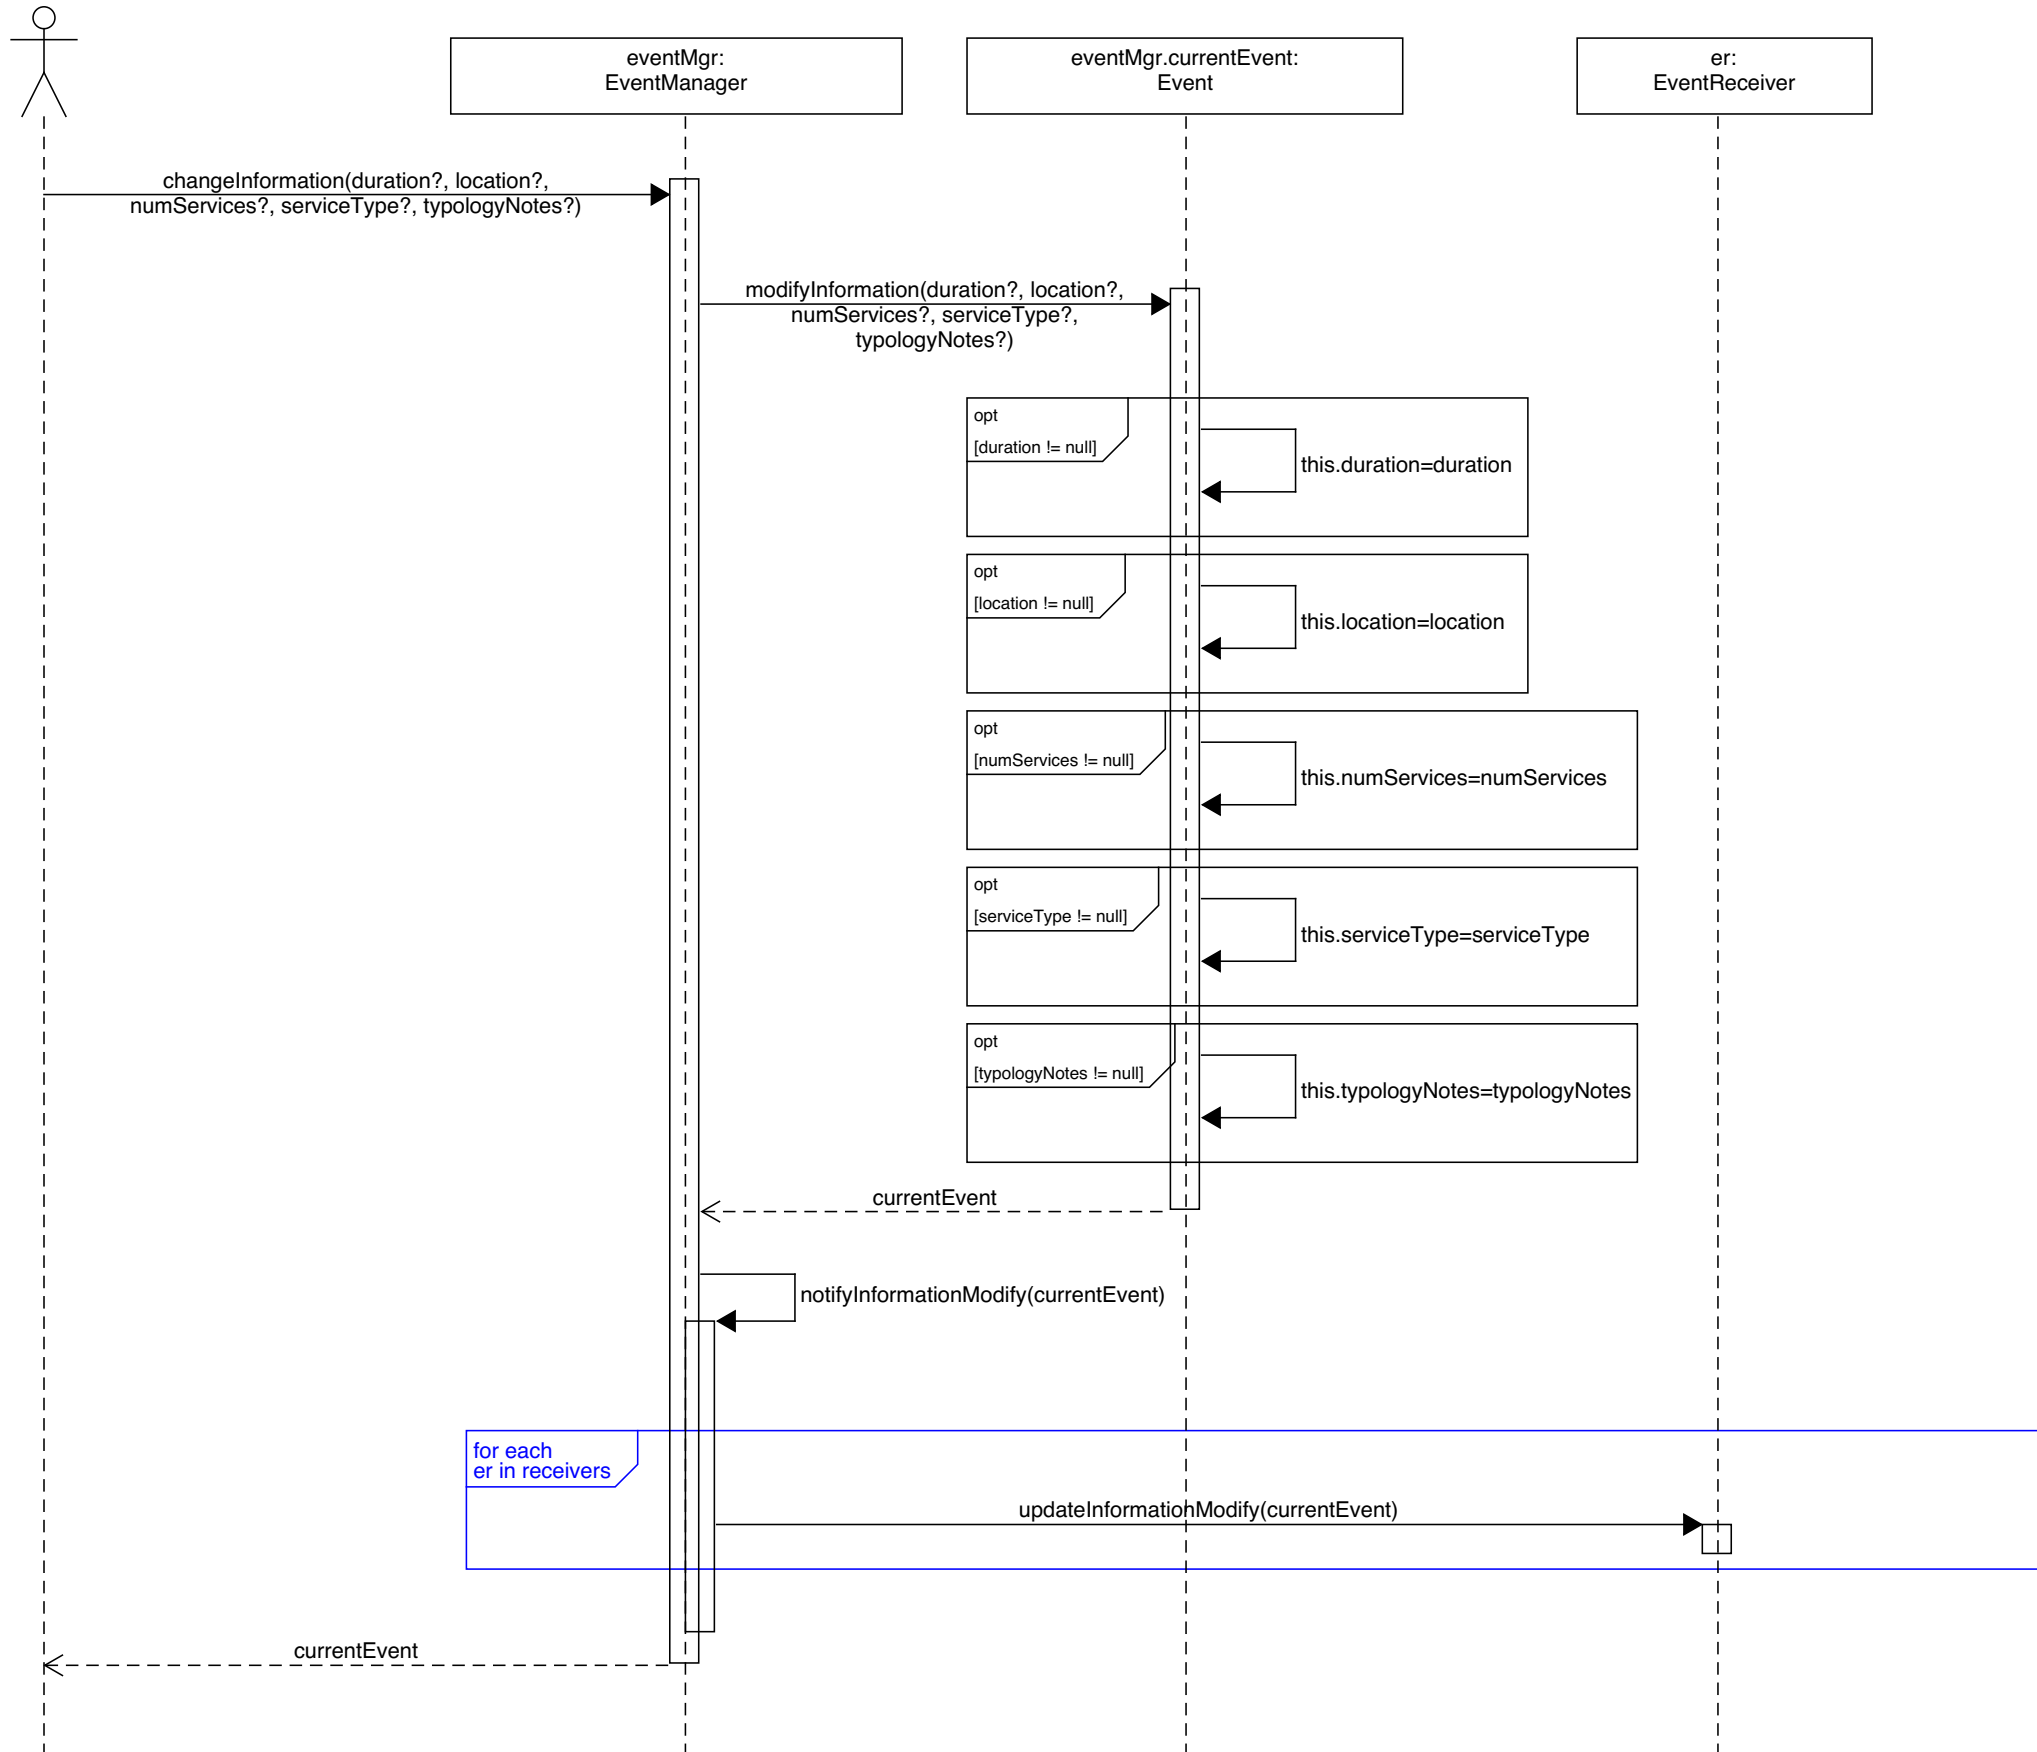 eventMgr:
EventManager
eventMgr.currentEvent:
Event
er:
EventReceiver
changeInformation(duration?, location?,
numServices?, serviceType?, typologyNotes?)
modifyInformation(duration?, location?,
numServices?, serviceType?,
typologyNotes?)
opt
[duration != null]
this.duration=duration
opt
[location != null]
this.location=location
opt
[numServices != null]
this.numServices=numServices
opt
[serviceType != null]
this.serviceType=serviceType
opt
[typologyNotes != null]
this.typologyNotes=typologyNotes
currentEvent
notifyInformationModify(currentEvent)
for each
er in receivers
updateInformationModify(currentEvent)
currentEvent